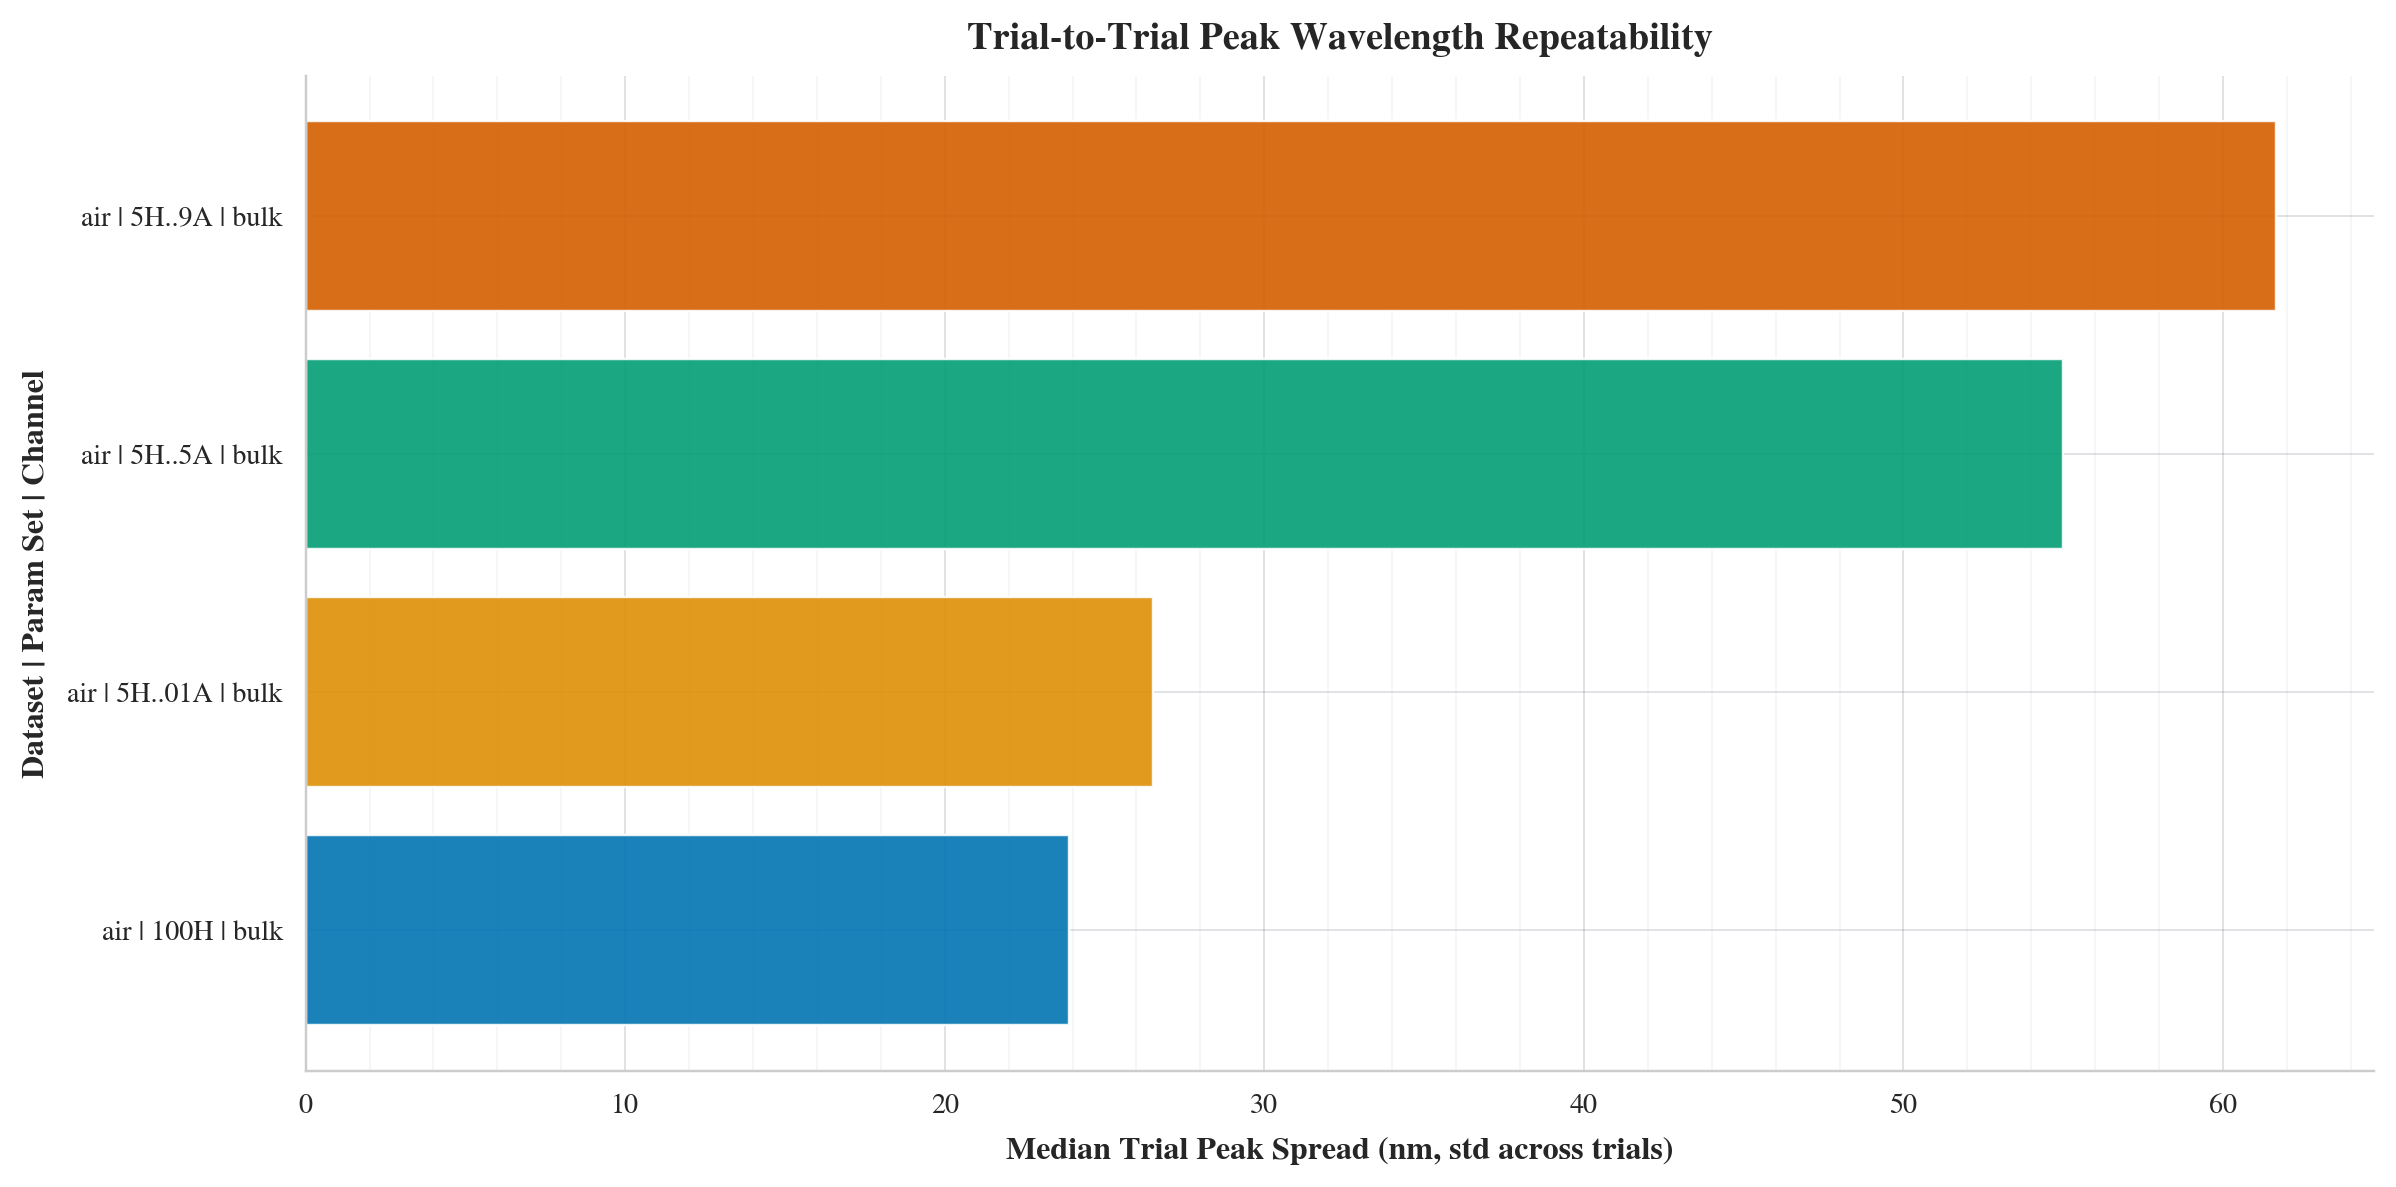 Trial-to-Trial Peak Wavelength Repeatability
Dataset | Param Set | Channel
air | 5H..9A | bulk
air | 5H..5A | bulk
air | 5H..01A | bulk
air | 100H | bulk
0 10 20 30 40 50 60
Median Trial Peak Spread (nm, std across trials)